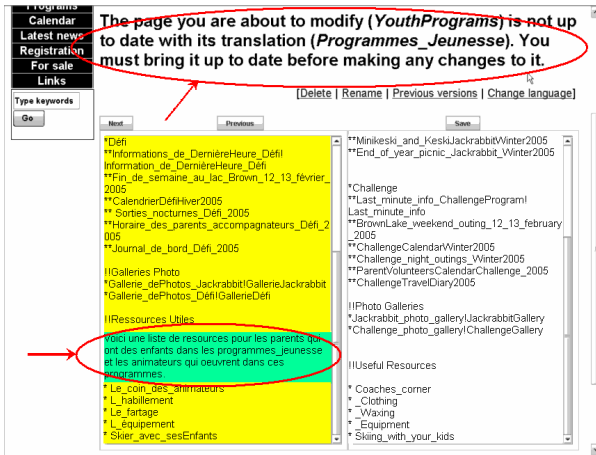 Programs
Calendar
Latest news
Registration
For sale
Links
Type keywords
Go
The page you are about to modify (YouthPrograms) is not up
to date with its translation (Programmes_Jeunesse). You
must bring it up to date before making any changes to it.
[Delete | Rename | Previous versions | Change language]
Next
Previous
Save
*Défi
**Informations_de_DernièreHeure_Défi!
Information_de_DernièreHeure
**Fin_de_semaine_au_lac_Brown_12_13_février_
2005
**CalendrierDéfiHiver2005
** Sorties_nocturnes_Défi_2005
**Horaire_des_parents_accompagnateurs_Défi_2
005
**Journal_de_bord_Défi_2005
!!Galleries Photo
*Gallerie_dePhotos_Jackrabbit!GallerieJackrabbit
*Gallerie_dePhotos_Défi!GallerieDéfi
!!Ressources Utiles
Voici une liste de resources pour les parents qui
ont des enfants dans les programmes_jeunesse
et les animateurs qui oeuvrent dans ces
programmes.
* Le_coin_des_animateurs
* L_habillement
* Le_fartage
* L_équipement
* Skier_avec_sesEnfants
**Minikeski_and_KeskiJackrabbitWinter2005
**End_of_year_picnic_Jackrabbit_Winter2005
*Challenge
**Last_minute_info_ChallengeProgram!
Last_minute_info
**BrownLake_weekend_outing_12_13_february
_2005
**ChallengeCalendarWinter2005
**Challenge_night_outings_Winter2005
**ParentVolunteersCalendarChallenge_2005
**ChallengeTravelDiary2005
!!Photo Galleries
*Jackrabbit_photo_gallery!JackrabbitGallery
*Challenge_photo_gallery!ChallengeGallery
!!Useful Resources
* Coaches_corner
* _Clothing
* _Waxing
* _Equipment
* Skiing_with_your_kids